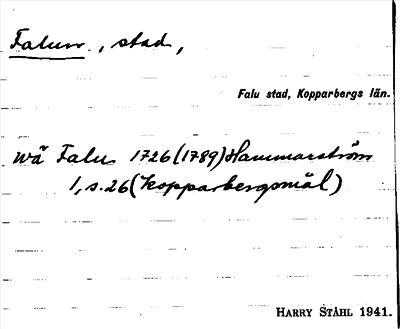 Falun, stad,
Falu stad, Kopparbergs län.
wä Falu 1726 (1789) Hammarström
1, s. 26 (kopparbergsmål)
HARRY STÅHL 1941.